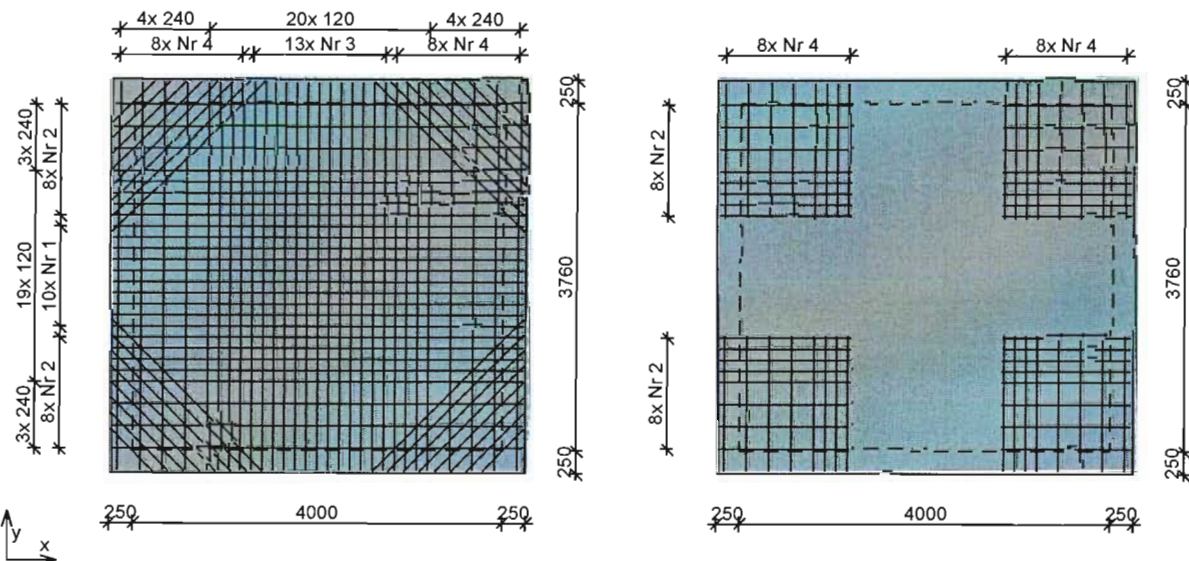 4x 240 20x 120 4x 240
8x Nr 4 13x Nr 3 8x Nr 4
8x Nr 4 8x Nr 4
250
3x 240
8x Nr 2
19x 120
10x Nr 1
3760
3x 240
8x Nr 2
250
250 4000 250
y
x
250
8x Nr 2
3760
8x Nr 2
250
250 4000 250